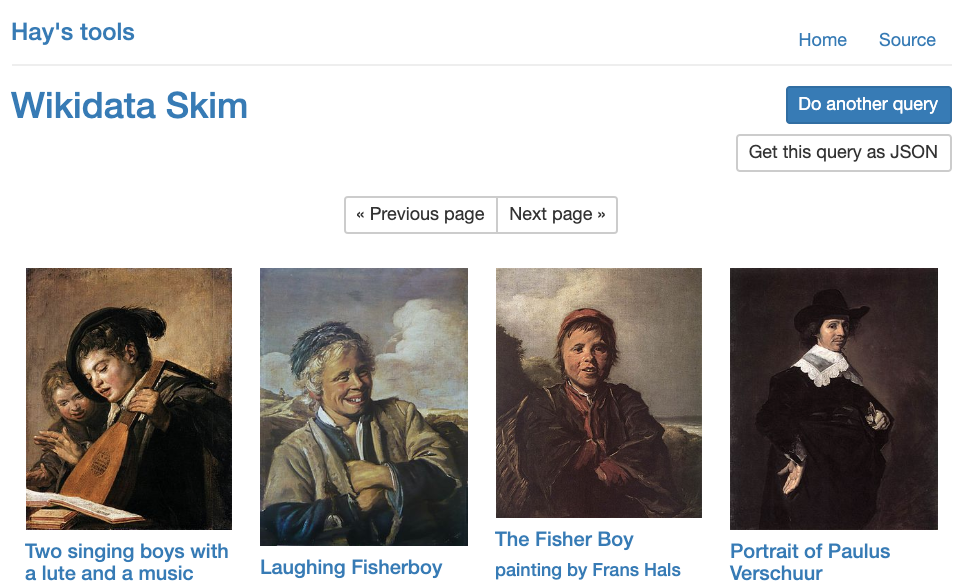 Hay's tools
Home
Source
Wikidata Skim
Do another query
Get this query as JSON
« Previous page
Next page »
Two singing boys with
a lute and a music
Laughing Fisherboy
The Fisher Boy
painting by Frans Hals
Portrait of Paulus
Verschuur